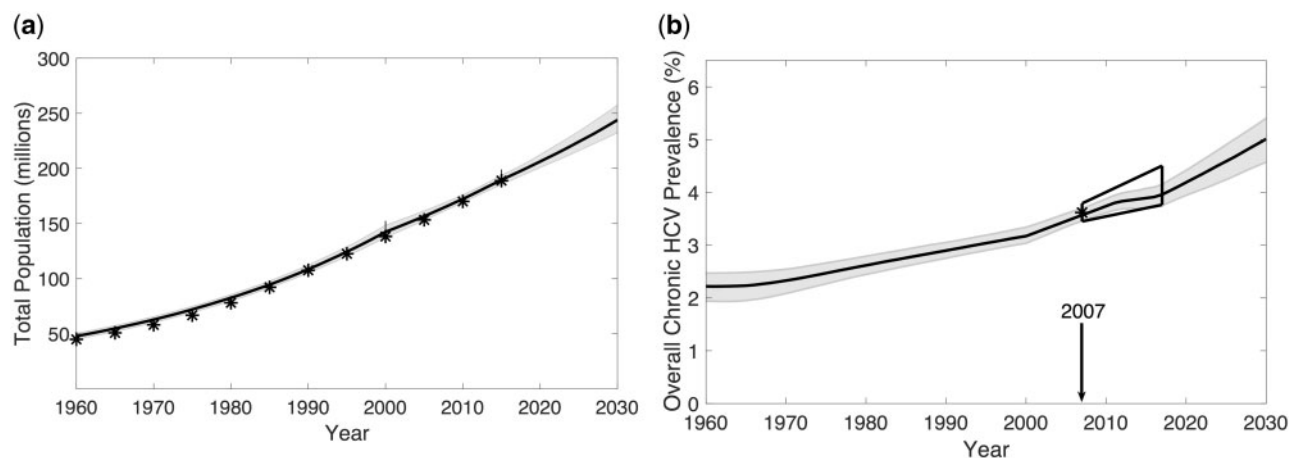 (a)
300
250
200
150
100
50
1960 1970 1980 1990 2000 2010 2020 2030
Year
Total Population (millions)
(b)
6
5
4
3
2
1
0
2007
1960 1970 1980 1990 2000 2010 2020 2030
Year
Overall Chronic HCV Prevalence (%)